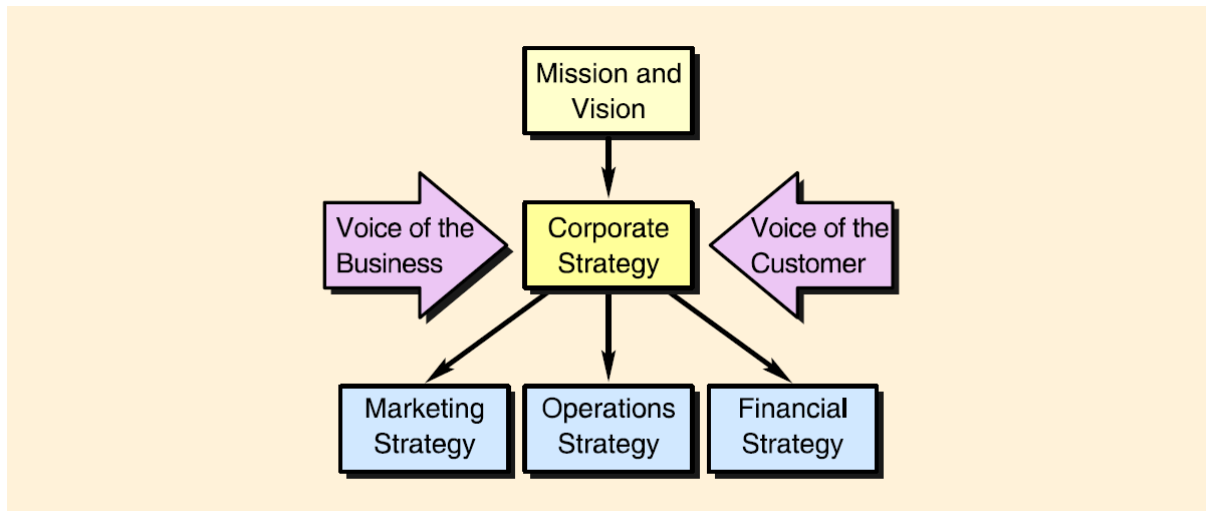 Mission and
Vision
Voice of the
Business
Corporate
Strategy
Voice of the
Customer
Marketing
Strategy
Operations
Strategy
Financial
Strategy